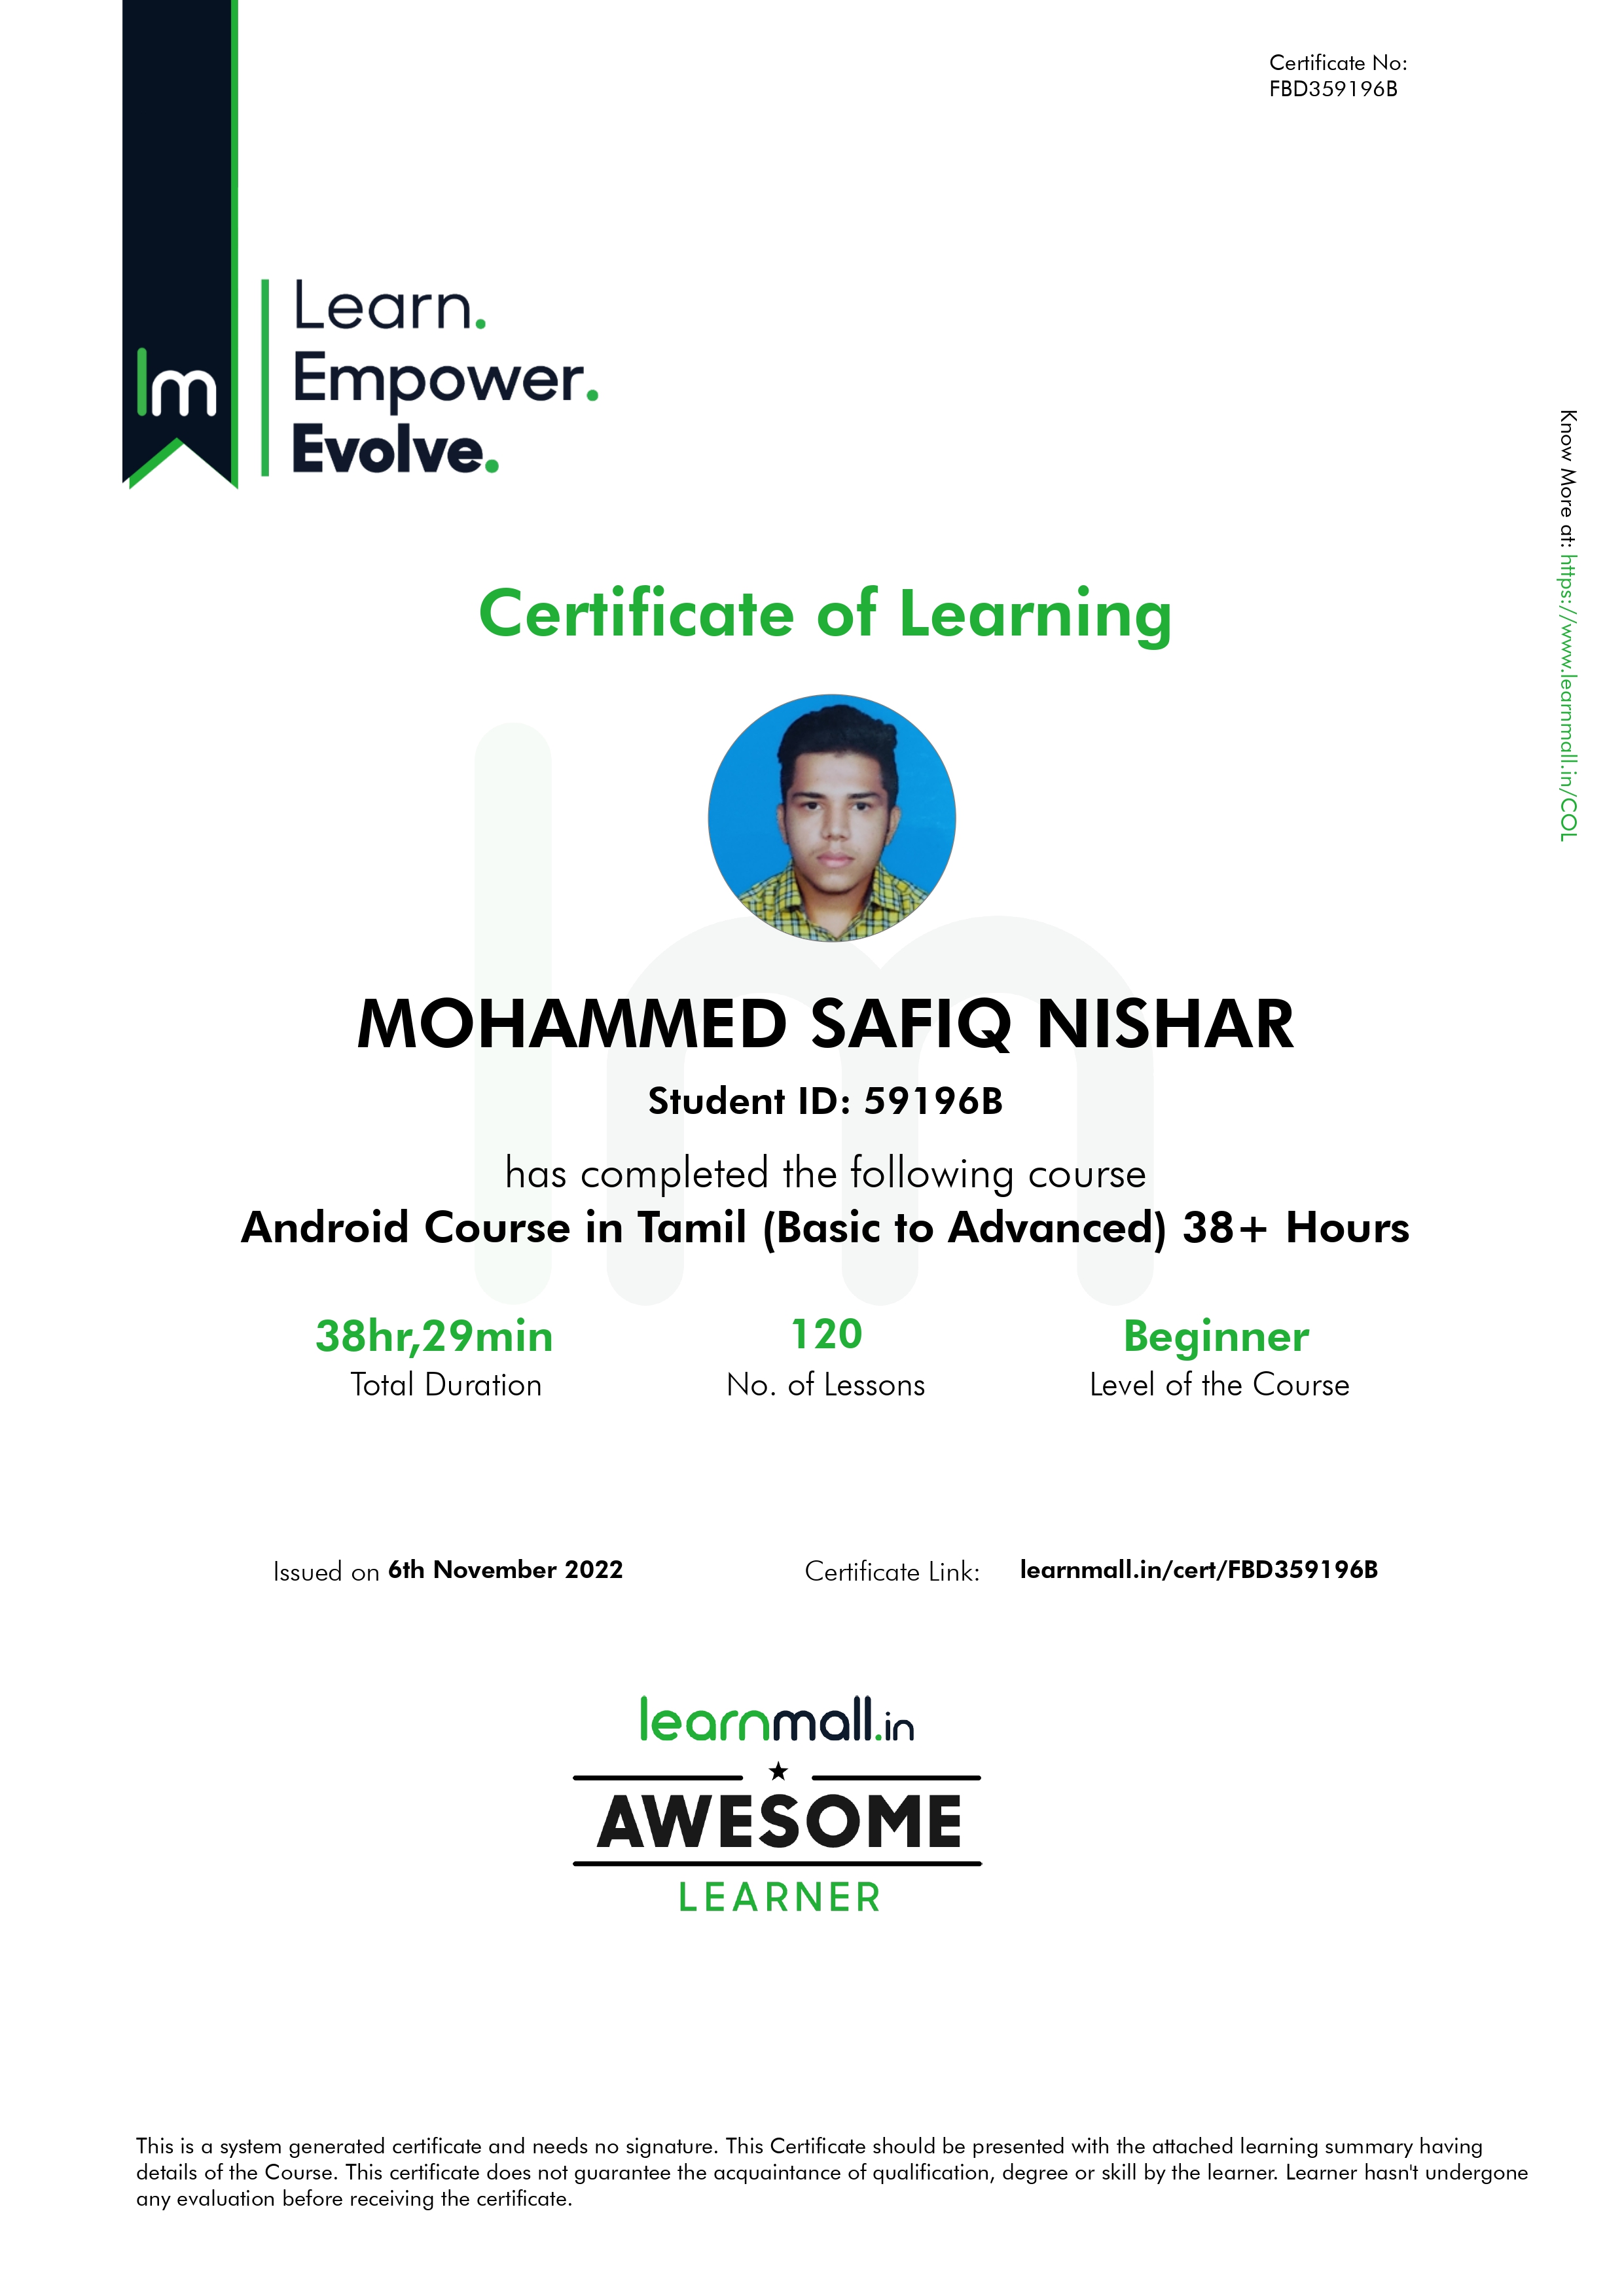 Certificate No:
FBD359196B
lm
Learn.
Empower.
Evolve.
Know More at: https://www.learnmall.in/COL
Certificate of Learning
MOHAMMED SAFIQ NISHAR
Student ID: 59196B
has completed the following course
Android Course in Tamil (Basic to Advanced) 38+ Hours
38hr,29min
Total Duration
120
No. of Lessons
Beginner
Level of the Course
Issued on 6th November 2022
Certificate Link: learnmall.in/cert/FBD359196B
learnmall.in
AWESOME
LEARNER
This is a system generated certificate and needs no signature. This Certificate should be presented with the attached learning summary having
details of the Course. This certificate does not guarantee the acquaintance of qualification, degree or skill by the learner. Learner hasn't undergone
any evaluation before receiving the certificate.